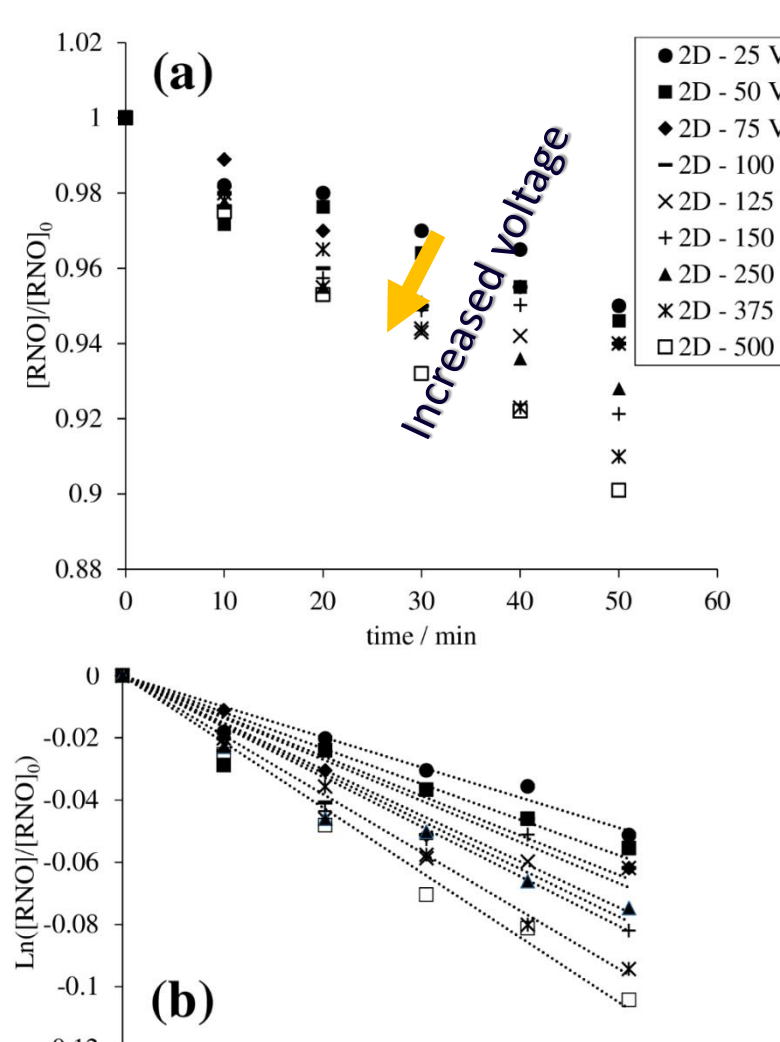 1.02
(a)
2D - 25 V
2D - 50 V
1
2D - 75 V
2D - 100
0.98
2D - 125
2D - 150
0.96
2D - 250
2D - 375
0.94
2D - 500
Increased voltage
[RNO]/[RNO]0
0.92
0.9
0.88
0 10 20 30 40 50 60
time / min
0
-0.02
-0.04
-0.06
-0.08
-0.1
Ln([RNO]/[RNO]0)
(b)